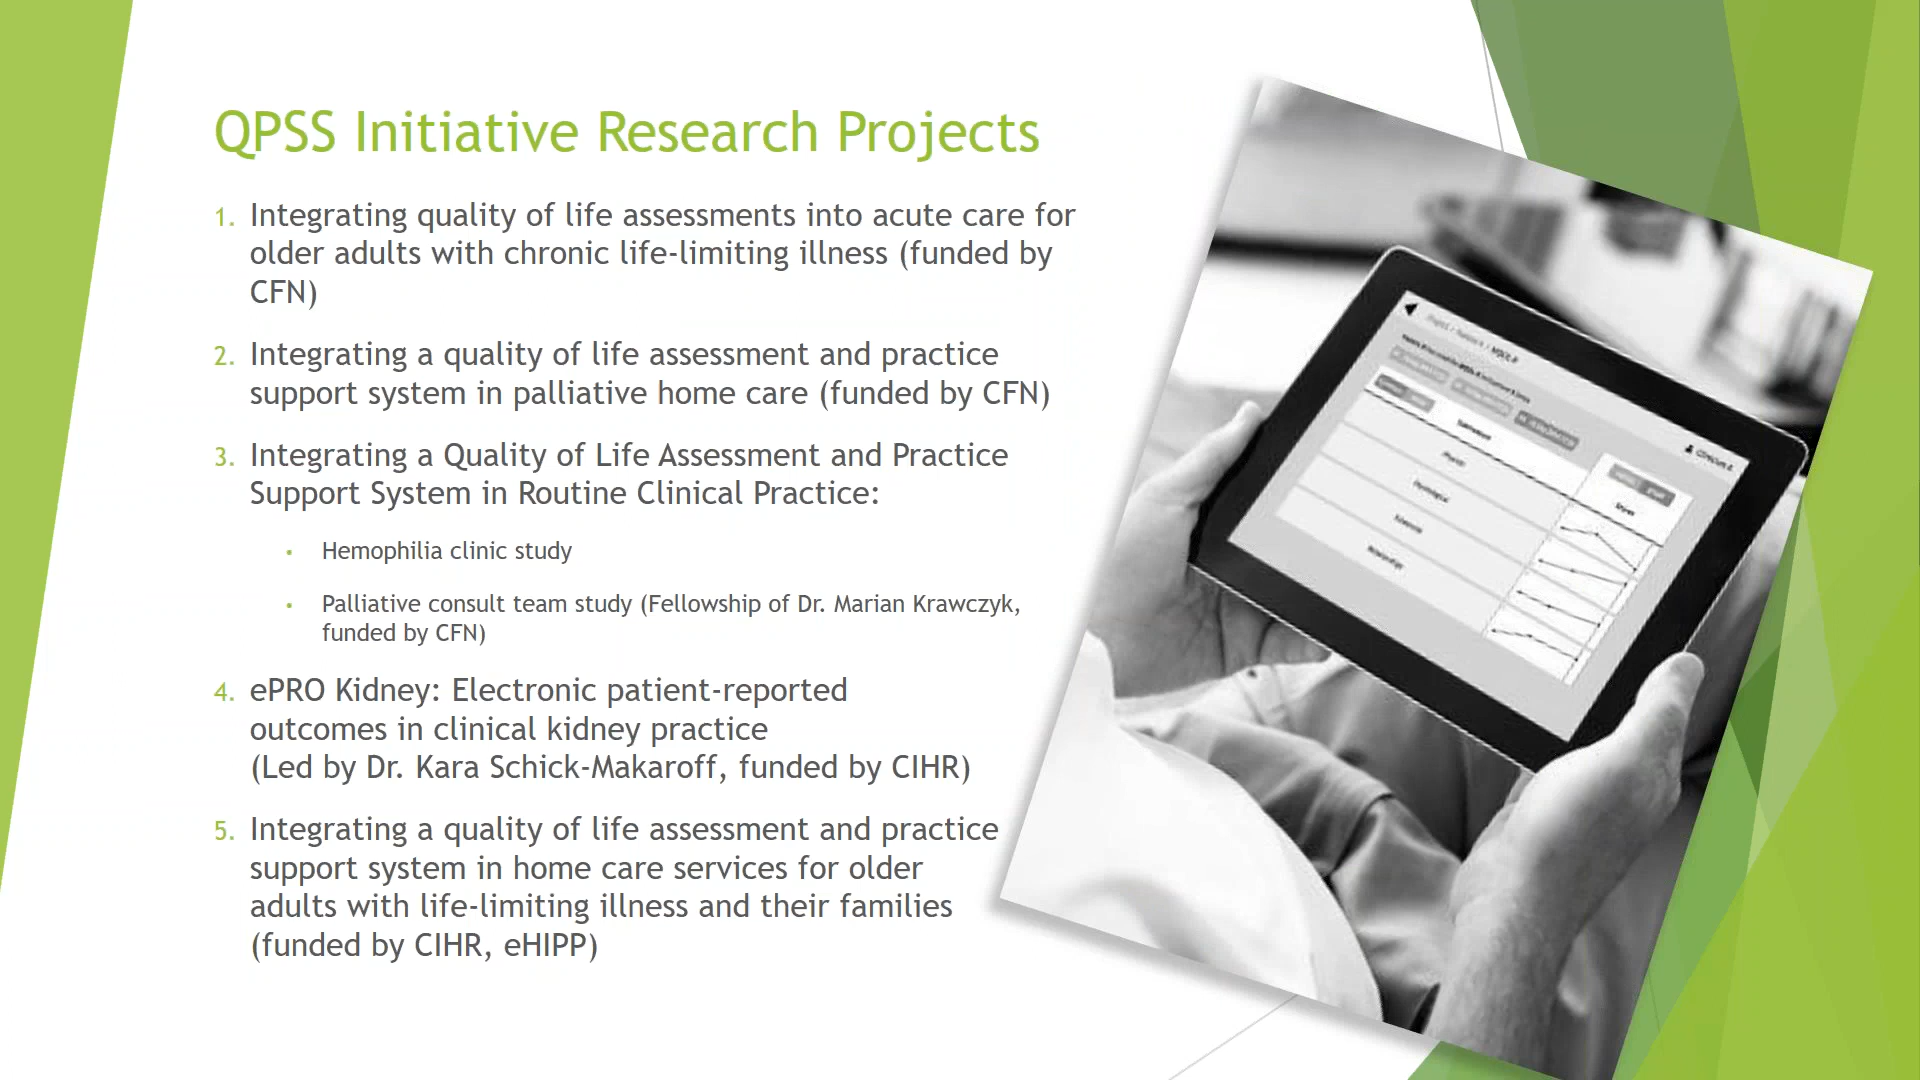 QPSS Initiative Research Projects
1. Integrating quality of life assessments into acute care for
older adults with chronic life-limiting illness (funded by
CFN)
2. Integrating a quality of life assessment and practice
support system in palliative home care (funded by CFN)
3. Integrating a Quality of Life Assessment and Practice
Support System in Routine Clinical Practice:
• Hemophilia clinic study
• Palliative consult team study (Fellowship of Dr. Marian Krawczyk,
funded by CFN)
4. ePRO Kidney: Electronic patient-reported
outcomes in clinical kidney practice
(Led by Dr. Kara Schick-Makaroff, funded by CIHR)
5. Integrating a quality of life assessment and practice
support system in home care services for older
adults with life-limiting illness and their families
(funded by CIHR, eHIPP)
Physical
Psychological
Existential
Relationships